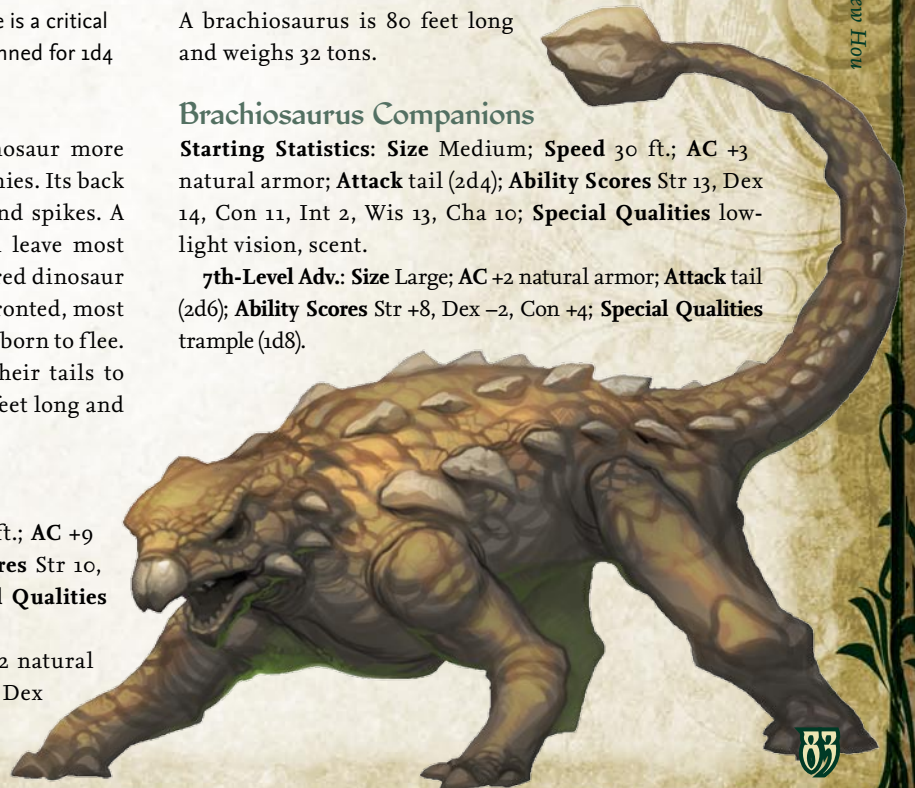 e is a critical
nned for 1d4
nosaur more
nies. Its back
nd spikes. A
leave most
red dinosaur
ronted, most
born to flee.
heir tails to
feet long and
ft.; AC +9
res Str 10,
l Qualities
2 natural
Dex
A brachiosaurus is 80 feet long
and weighs 32 tons.
Brachiosaurus Companions
Starting Statistics: Size Medium; Speed 30 ft.; AC +3
natural armor; Attack tail (2d4); Ability Scores Str 13, Dex
14, Con 11, Int 2, Wis 13, Cha 10; Special Qualities low-
light vision, scent.
7th-Level Adv.: Size Large; AC +2 natural armor; Attack tail
(2d6); Ability Scores Str +8, Dex –2, Con +4; Special Qualities
trample (1d8).
ew Hou
83